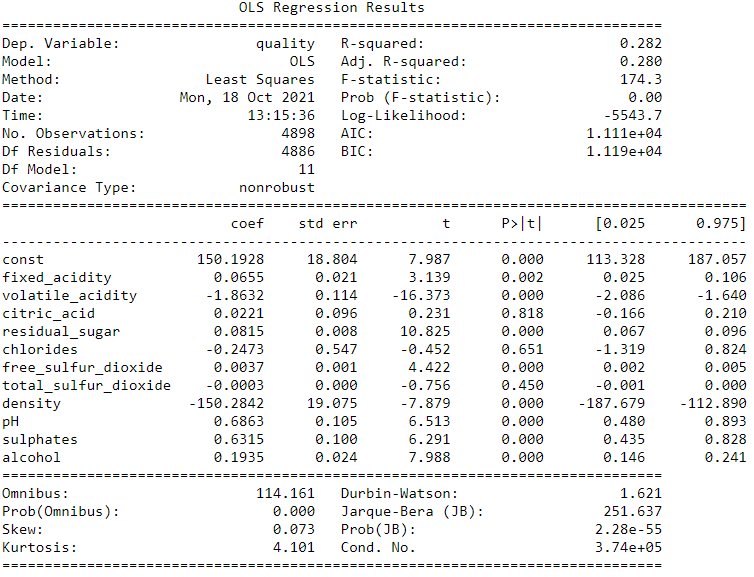 OLS Regression Results
==============================================================================
Dep. Variable:                quality   R-squared:                       0.282
Model:                            OLS   Adj. R-squared:                  0.280
Method:                 Least Squares   F-statistic:                     174.3
Date:                Mon, 18 Oct 2021   Prob (F-statistic):               0.00
Time:                        13:15:36   Log-Likelihood:                -5543.7
No. Observations:                4898   AIC:                         1.111e+04
Df Residuals:                    4886   BIC:                         1.119e+04
Df Model:                          11
Covariance Type:            nonrobust
========================================================================================
                           coef    std err          t      P>|t|      [0.025      0.975]
----------------------------------------------------------------------------------------
const                  150.1928     18.804      7.987      0.000     113.328     187.057
fixed_acidity            0.0655      0.021      3.139      0.002       0.025       0.106
volatile_acidity        -1.8632      0.114    -16.373      0.000      -2.086      -1.640
citric_acid              0.0221      0.096      0.231      0.818      -0.166       0.210
residual_sugar           0.0815      0.008     10.825      0.000       0.067       0.096
chlorides               -0.2473      0.547     -0.452      0.651      -1.319       0.824
free_sulfur_dioxide      0.0037      0.001      4.422      0.000       0.002       0.005
total_sulfur_dioxide    -0.0003      0.000     -0.756      0.450      -0.001       0.000
density               -150.2842     19.075     -7.879      0.000    -187.679    -112.890
pH                       0.6863      0.105      6.513      0.000       0.480       0.893
sulphates                0.6315      0.100      6.291      0.000       0.435       0.828
alcohol                  0.1935      0.024      7.988      0.000       0.146       0.241
==============================================================================
Omnibus:                      114.161   Durbin-Watson:                   1.621
Prob(Omnibus):                  0.000   Jarque-Bera (JB):              251.637
Skew:                           0.073   Prob(JB):                     2.28e-55
Kurtosis:                       4.101   Cond. No.                     3.74e+05
==============================================================================